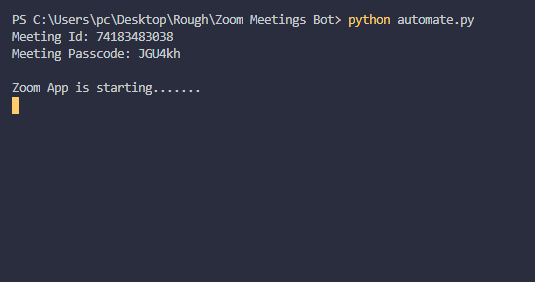 PS C:\Users\pc\Desktop\Rough\Zoom Meetings Bot> python automate.py
Meeting Id: 74183483038
Meeting Passcode: JGU4kh
Zoom App is starting.......